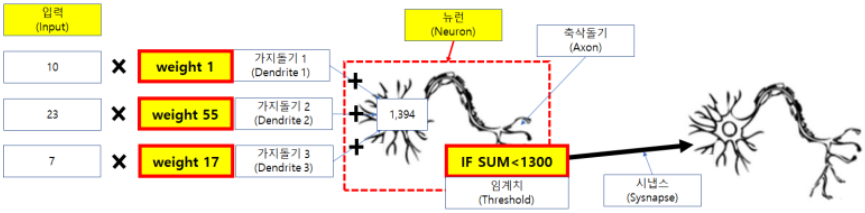 입력
(Input)
뉴런
(Neuron)
축삭돌기
(Axon)
10
×
weight 1
가지돌기 1
(Dendrite 1)
+
23
×
weight 55
가지돌기 2
(Dendrite 2)
+
1,394
7
×
weight 17
가지돌기 3
(Dendrite 3)
+
IF SUM<1300
임계치
(Threshold)
시냅스
(Sysnapse)